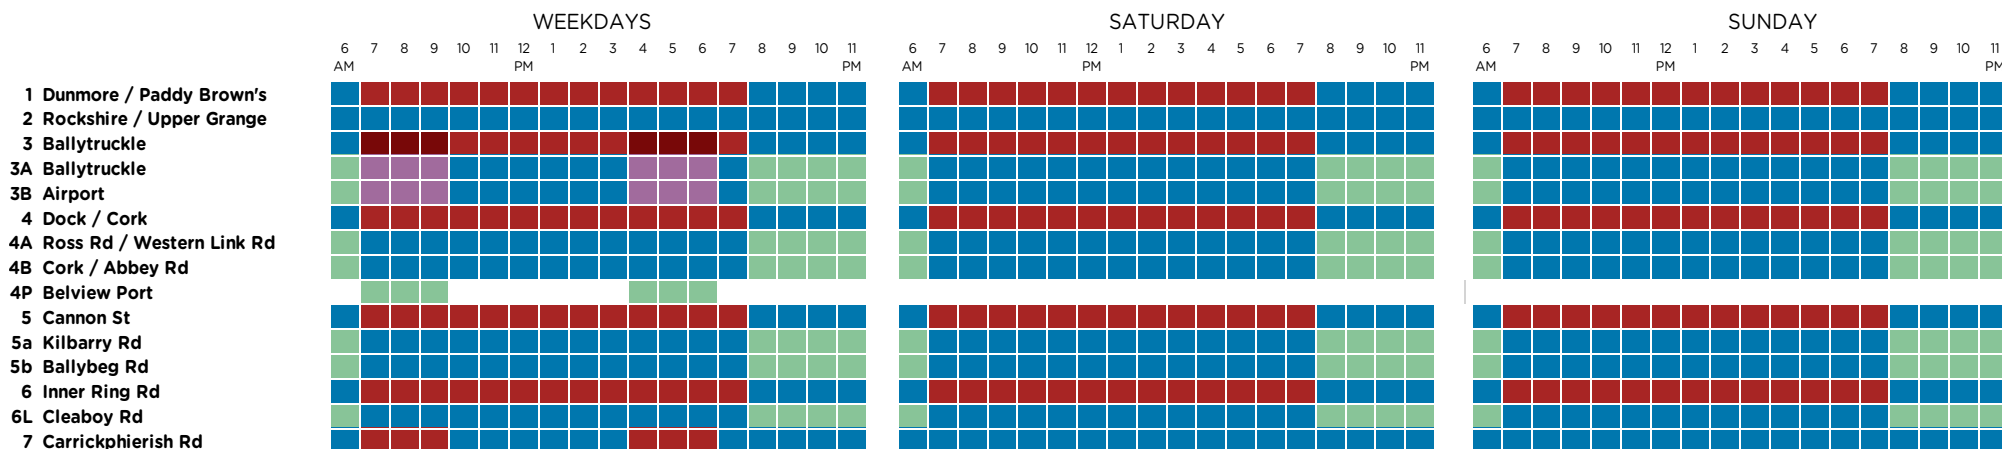 WEEKDAYS SATURDAY SUNDAY
6 7 8 9 10 11 12 1 2 3 4 5 6 7 8 9 10 11 6 7 8 9 10 11 12 1 2 3 4 5 6 7 8 9 10 11 6 7 8 9 10 11 12 1 2 3 4 5 6 7 8 9 10 11
AM PM PM AM PM PM AM PM PM
1 Dunmore / Paddy Brown's
2 Rockshire / Upper Grange
3 Ballytruckle
3A Ballytruckle
3B Airport
4 Dock / Cork
4A Ross Rd / Western Link Rd
4B Cork / Abbey Rd
4P Belview Port
5 Cannon St
5a Kilbarry Rd
5b Ballybeg Rd
6 Inner Ring Rd
6L Cleaboy Rd
7 Carrickphierish Rd